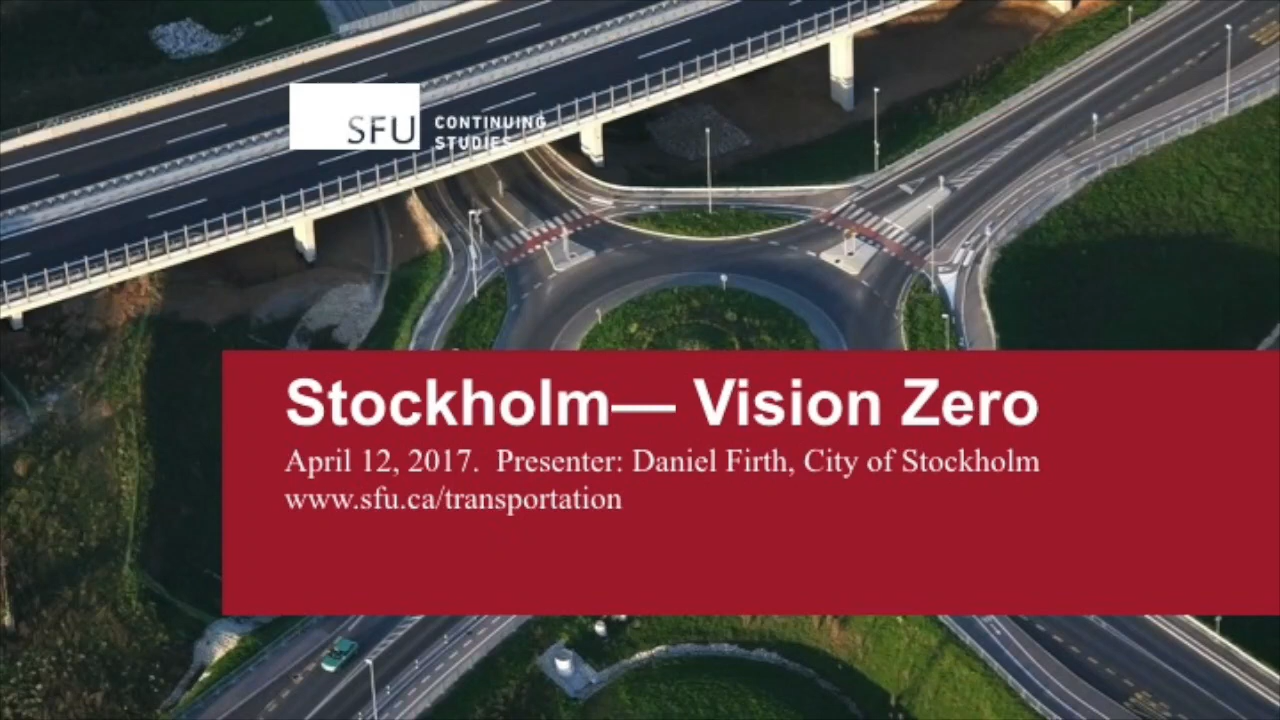 SFU CONTINUING
STUDIES
Stockholm— Vision Zero
April 12, 2017.  Presenter: Daniel Firth, City of Stockholm
www.sfu.ca/transportation